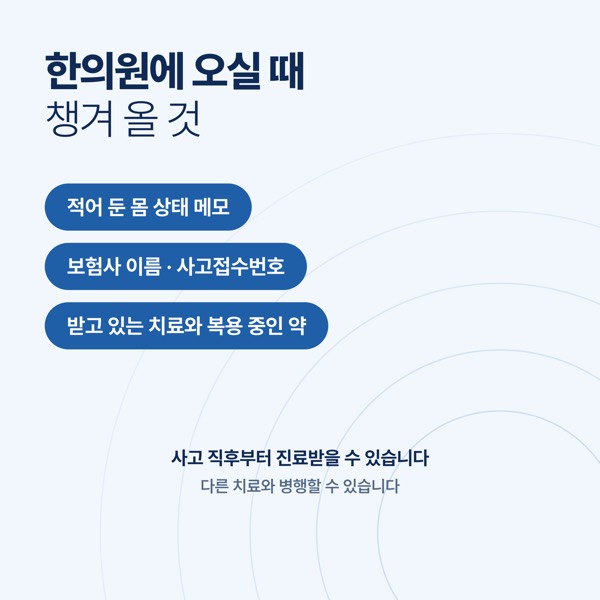 한의원에 오실 때
챙겨 올 것
적어 둔 몸 상태 메모
보험사 이름 · 사고접수번호
받고 있는 치료와 복용 중인 약
사고 직후부터 진료받을 수 있습니다
다른 치료와 병행할 수 있습니다